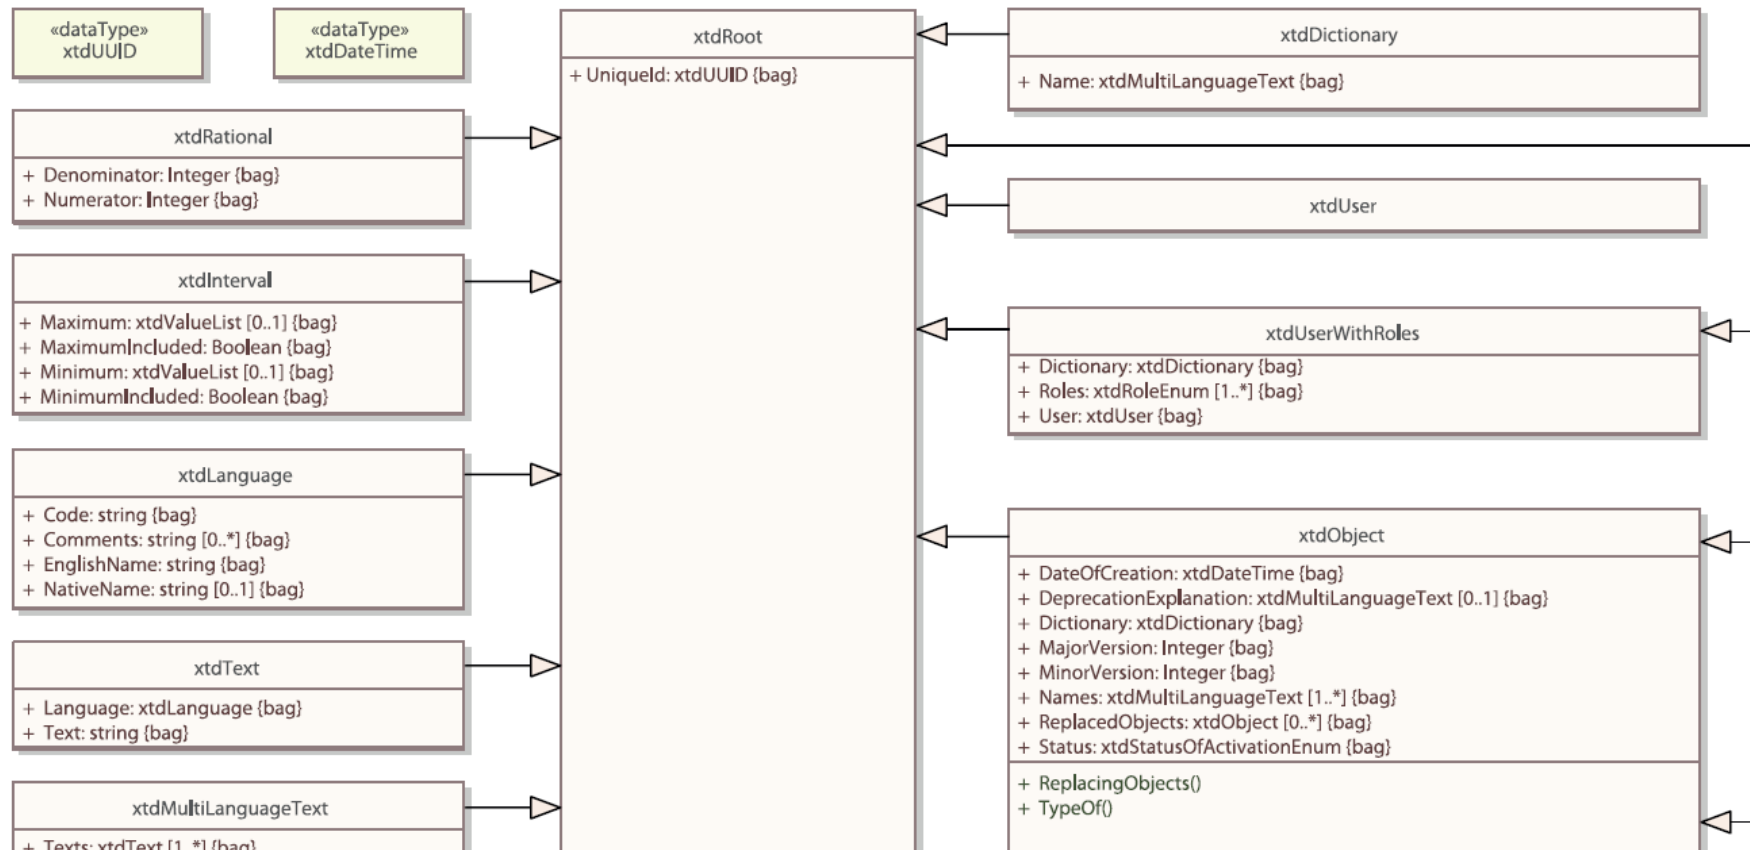 «dataType»
xtdUUID
«dataType»
xtdDateTime
xtdRational
+ Denominator: Integer {bag}
+ Numerator: Integer {bag}
xtdInterval
+ Maximum: xtdValueList [0..1] {bag}
+ MaximumIncluded: Boolean {bag}
+ Minimum: xtdValueList [0..1] {bag}
+ MinimumIncluded: Boolean {bag}
xtdLanguage
+ Code: string {bag}
+ Comments: string [0..*] {bag}
+ EnglishName: string {bag}
+ NativeName: string [0..1] {bag}
xtdText
+ Language: xtdLanguage {bag}
+ Text: string {bag}
xtdMultiLanguageText
+ Texts: xtdText [1..*] {bag}
xtdRoot
+ UniqueId: xtdUUID {bag}
xtdDictionary
+ Name: xtdMultiLanguageText {bag}
xtdUser
xtdUserWithRoles
+ Dictionary: xtdDictionary {bag}
+ Roles: xtdRoleEnum [1..*] {bag}
+ User: xtdUser {bag}
xtdObject
+ DateOfCreation: xtdDateTime {bag}
+ DeprecationExplanation: xtdMultiLanguageText [0..1] {bag}
+ Dictionary: xtdDictionary {bag}
+ MajorVersion: Integer {bag}
+ MinorVersion: Integer {bag}
+ Names: xtdMultiLanguageText [1..*] {bag}
+ ReplacedObjects: xtdObject [0..*] {bag}
+ Status: xtdStatusOfActivationEnum {bag}
+ ReplacingObjects()
+ TypeOf()